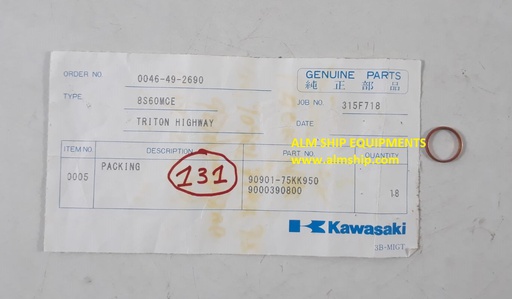 ORDER NO 0046-49-2690
GENUINE PARTS
純正部品
TYPE 8S60MCE
JOB NO. 315F718
TRITON HIGHWAY
DATE
ALM SHIP EQUIPMENTS
www.almship.com
ITEM NO. DESCRIPTION PART NO. QUANTITY
0005 PACKING 131 90901-75KK950
9000390800 18
Kawasaki
SB-MIGT